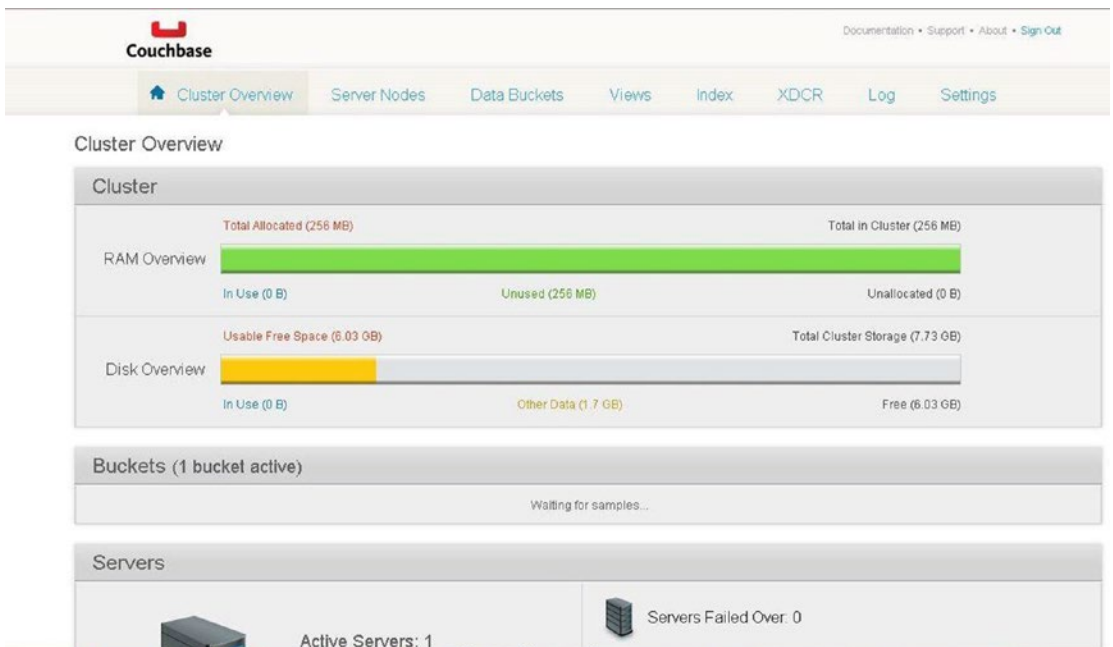 Couchbase
Documentation • Support • About • Sign Out
Cluster Overview Server Nodes Data Buckets Views Index XDCR Log Settings
Cluster Overview
Cluster
Total Allocated (256 MB) Total in Cluster (256 MB)
RAM Overview
In Use (0 B) Unused (256 MB) Unallocated (0 B)
Usable Free Space (6.03 GB) Total Cluster Storage (7.73 GB)
Disk Overview
In Use (0 B) Other Data (1.7 GB) Free (6.03 GB)
Buckets (1 bucket active)
Waiting for samples...
Servers
Servers Failed Over: 0
Active Servers: 1